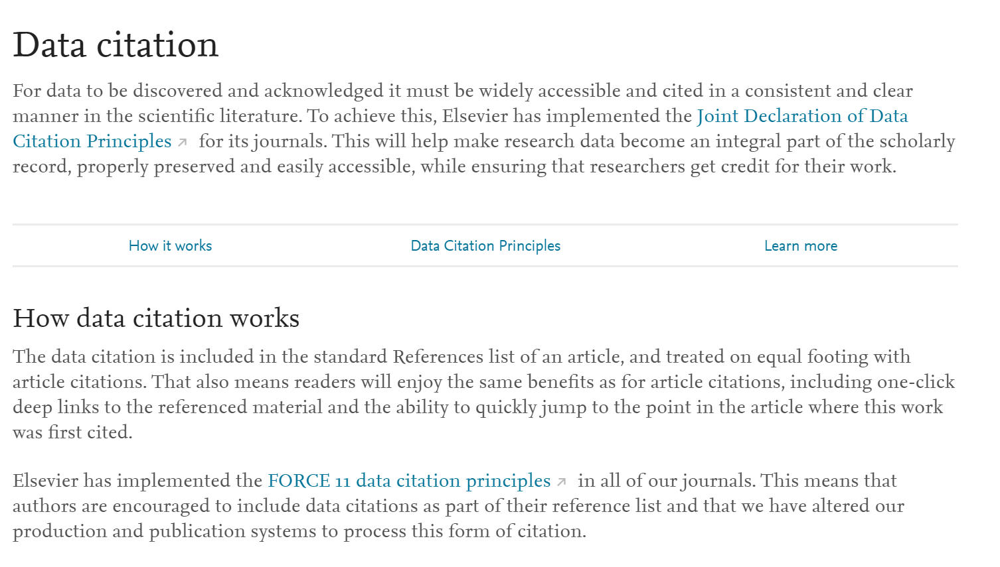 Data citation
For data to be discovered and acknowledged it must be widely accessible and cited in a consistent and clear
manner in the scientific literature. To achieve this, Elsevier has implemented the Joint Declaration of Data
Citation Principles ↗ for its journals. This will help make research data become an integral part of the scholarly
record, properly preserved and easily accessible, while ensuring that researchers get credit for their work.
How it works
Data Citation Principles
Learn more
How data citation works
The data citation is included in the standard References list of an article, and treated on equal footing with
article citations. That also means readers will enjoy the same benefits as for article citations, including one-click
deep links to the referenced material and the ability to quickly jump to the point in the article where this work
was first cited.
Elsevier has implemented the FORCE 11 data citation principles ↗ in all of our journals. This means that
authors are encouraged to include data citations as part of their reference list and that we have altered our
production and publication systems to process this form of citation.